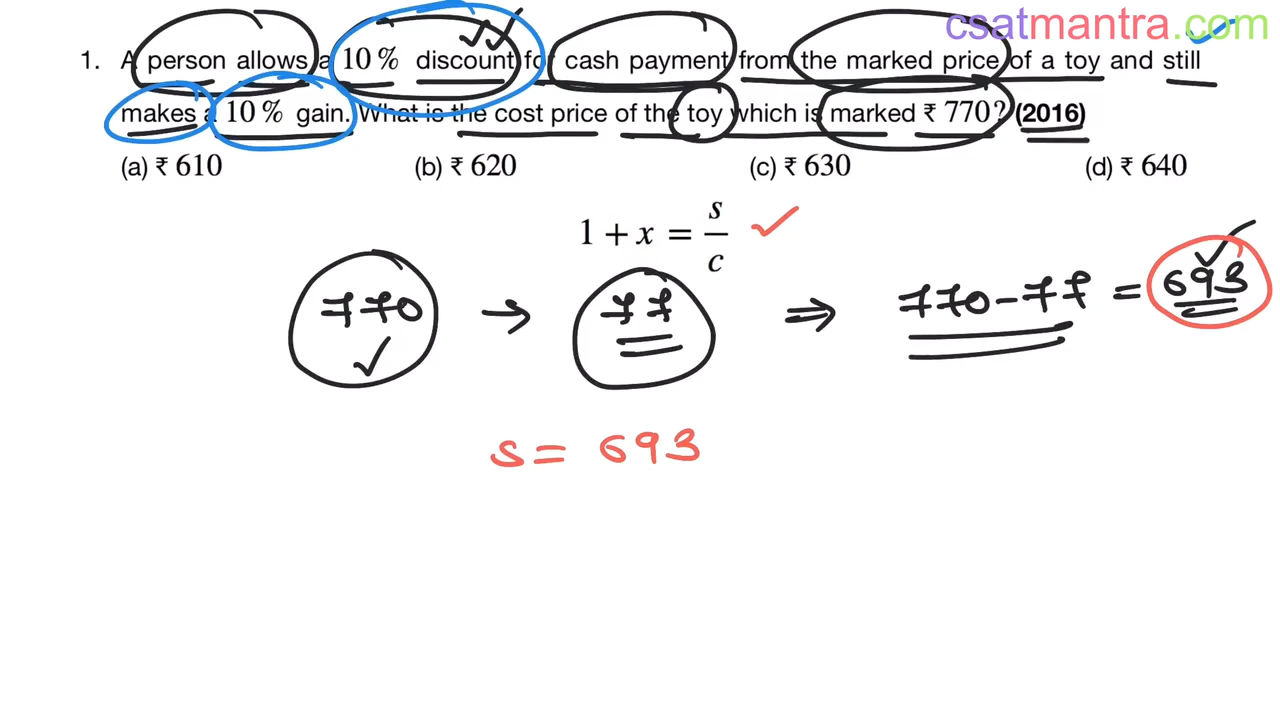 csatmantra.com
1. A person allows a 10 % discount for cash payment from the marked price of a toy and still
makes a 10 % gain. What is the cost price of the toy which is marked ₹ 770? (2016)
(a) ₹ 610 (b) ₹ 620 (c) ₹ 630 (d) ₹ 640
1 + x = s/c
770 → 77 ⇒ 770-77 = 693
s = 693